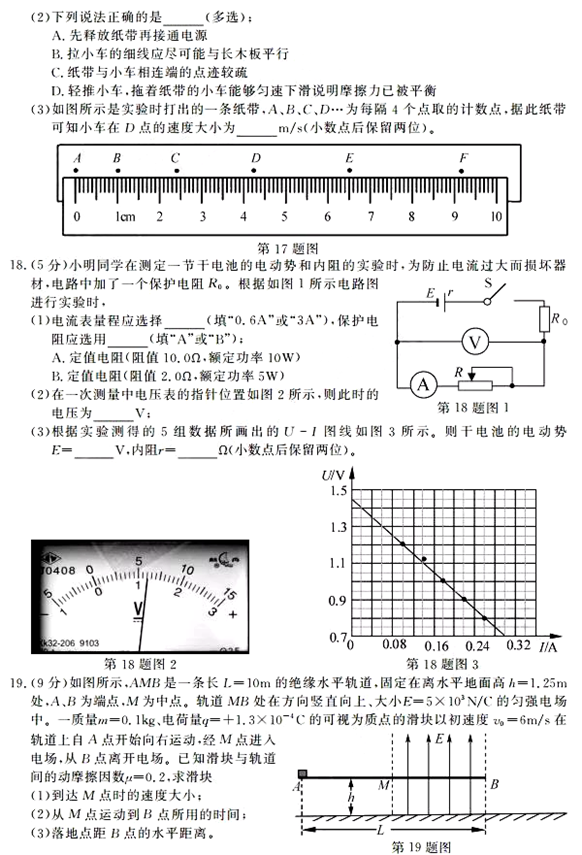 (2)下列说法正确的是______(多选);
A.先释放纸带再接通电源
B.拉小车的细线应尽可能与长木板平行
C.纸带与小车相连端的点迹较疏
D.轻推小车,拖着纸带的小车能够匀速下滑说明摩擦力已被平衡
(3)如图所示是实验时打出的一条纸带,A、B、C、D…为每隔4个点取的计数点,据此纸带
可知小车在D点的速度大小为______m/s(小数点后保留两位)。
A B C D E F
0 1cm 2 3 4 5 6 7 8 9 10
第17题图
18.(5分)小明同学在测定一节干电池的电动势和内阻的实验时,为防止电流过大而损坏器
材,电路中加了一个保护电阻R₀。根据如图1所示电路图
进行实验时,
(1)电流表量程应选择______(填“0.6A”或“3A”),保护电
阻应选用______(填“A”或“B”);
A.定值电阻(阻值10.0Ω,额定功率10W)
B.定值电阻(阻值2.0Ω,额定功率5W)
(2)在一次测量中电压表的指针位置如图2所示,则此时的
电压为______V;
E r S
R₀
V
A R
第18题图1
(3)根据实验测得的5组数据所画出的U-I图线如图3所示。则干电池的电动势
E=______V,内阻r=______Ω(小数点后保留两位)。
0 5 10 15
0 1 2 3
V
- +
第18题图2
U/V
1.5
1.3
1.1
0.9
0.7
0 0.08 0.16 0.24 0.32 I/A
第18题图3
19.(9分)如图所示,AMB是一条长L=10m的绝缘水平轨道,固定在离水平地面高h=1.25m
处,A、B为端点,M为中点。轨道MB处在方向竖直向上、大小E=5×10³N/C的匀强电场
中。一质量m=0.1kg、电荷量q=+1.3×10⁻⁴C的可视为质点的滑块以初速度v₀=6m/s在
轨道上自A点开始向右运动,经M点进入
电场,从B点离开电场。已知滑块与轨道
间的动摩擦因数μ=0.2,求滑块
(1)到达M点时的速度大小;
(2)从M点运动到B点所用的时间;
(3)落地点距B点的水平距离。
E
A M B
h
L
第19题图